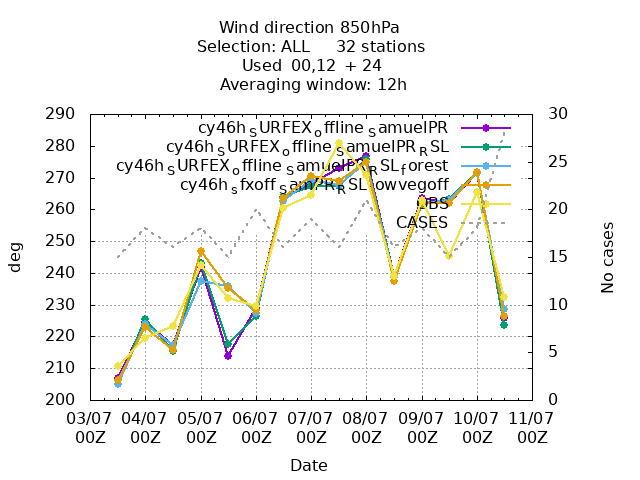 Wind direction 850hPa
Selection: ALL 32 stations
Used 00,12 + 24
Averaging window: 12h
cy46h_SURFEX_offline_SamuelPR
cy46h_SURFEX_offline_SamuelPR_RSL
cy46h_SURFEX_offline_SamuelPR_RSL_forest
cy46h_sfxoff_SamPR_RSL_lowvegoff
OBS
CASES
290
280
270
260
250
240
230
220
210
200
deg
30
25
20
15
10
5
0
No cases
03/07 04/07 05/07 06/07 07/07 08/07 09/07 10/07 11/07
00Z 00Z 00Z 00Z 00Z 00Z 00Z 00Z 00Z
Date